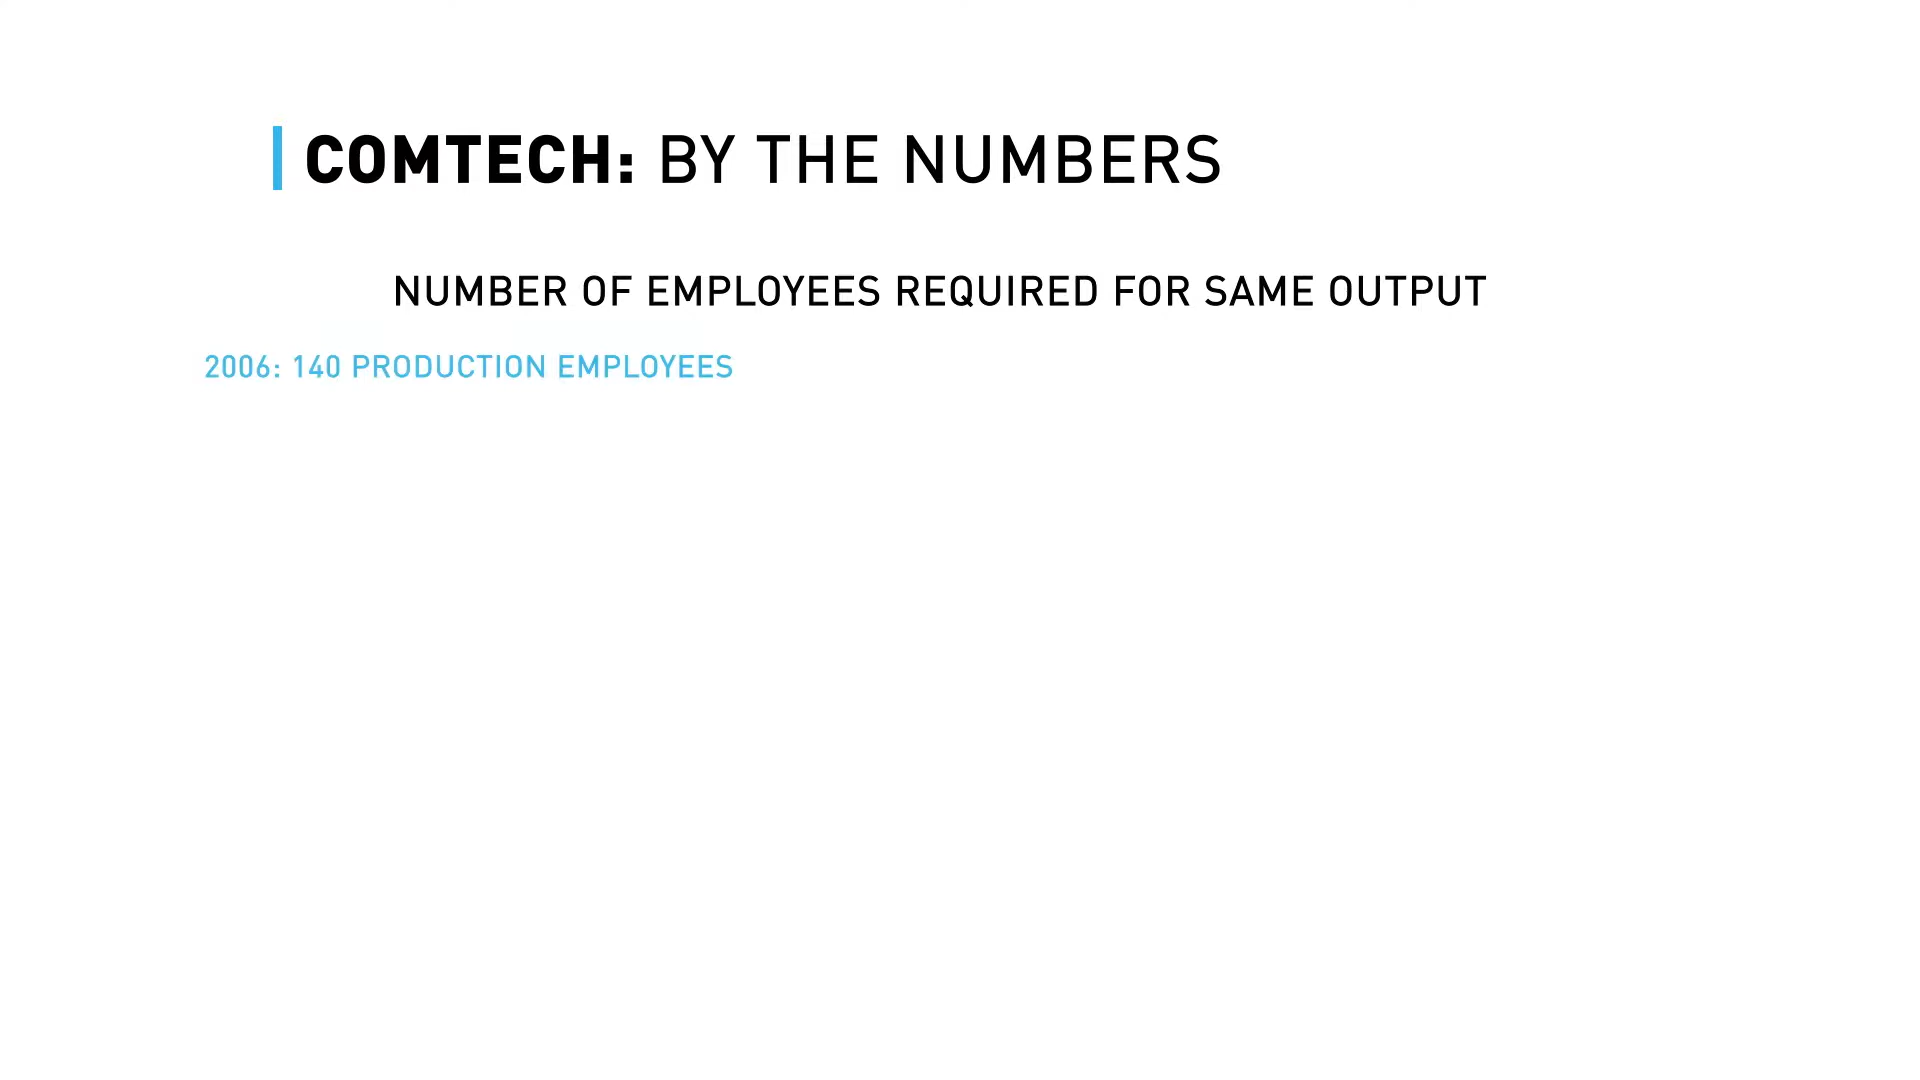 COMTECH: BY THE NUMBERS
NUMBER OF EMPLOYEES REQUIRED FOR SAME OUTPUT
2006: 140 PRODUCTION EMPLOYEES